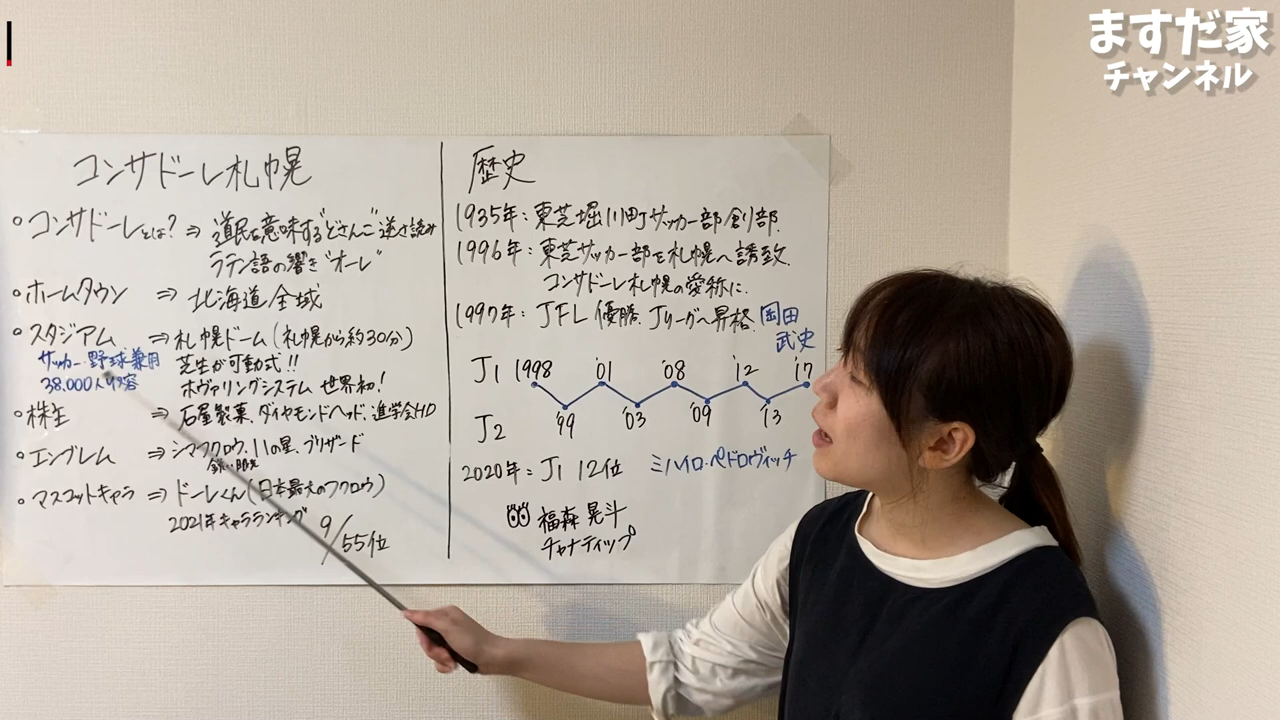 ますだ家
チャンネル
コンサドーレ札幌
・コンサドーレとは? ⇒ 道民を意味する"どさんこ"逆さ読み
ラテン語の響き"オーレ"
・ホームタウン ⇒ 北海道全域
・スタジアム ⇒ 札幌ドーム(札幌から約30分)
サッカー・野球兼用 芝生が可動式!!
38.000人収容 ホヴァリングシステム 世界初!
・株主 ⇒ 石屋製菓、ダイヤモンドヘッド、進学会HD
・エンブレム ⇒ シマフクロウ、11の星、ブリザード
鋭い眼光
・マスコットキャラ ⇒ ドーレくん(日本最大のフクロウ)
2021年キャラランキング 9/55位
歴史
1935年:東芝堀川町サッカー部創部.
1996年:東芝サッカー部を札幌へ誘致.
コンサドーレ札幌の愛称に.
1997年:JFL優勝.Jリーグへ昇格.岡田
武史
J1 1998 '01 '08 '12 '17
J2 '99 '03 '09 '13
2020年:J1 12位 ミハイロ・ペドロヴィッチ
福森晃斗
チャナティップ